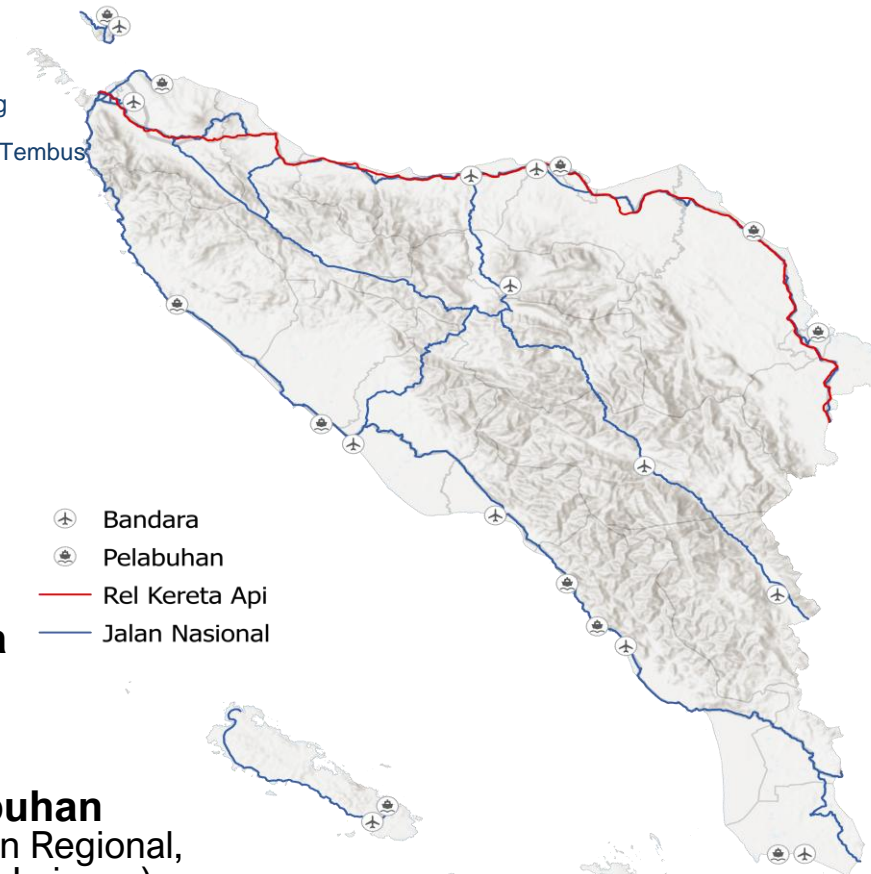 g
Tembus
Bandara
Pelabuhan
Rel Kereta Api
Jalan Nasional
a
buhan
n Regional,